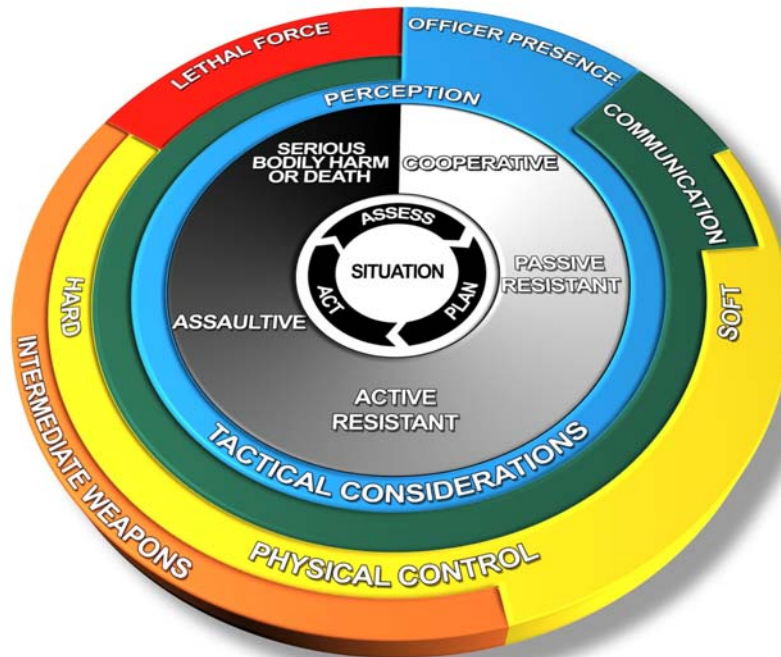 LETHAL FORCE
OFFICER PRESENCE
PERCEPTION
COMMUNICATION
SERIOUS
BODILY HARM
OR DEATH
COOPERATIVE
ASSESS
SITUATION
PLAN
ACT
PASSIVE
RESISTANT
SOFT
HARD
ASSAULTIVE
ACTIVE
RESISTANT
INTERMEDIATE WEAPONS
TACTICAL CONSIDERATIONS
PHYSICAL CONTROL